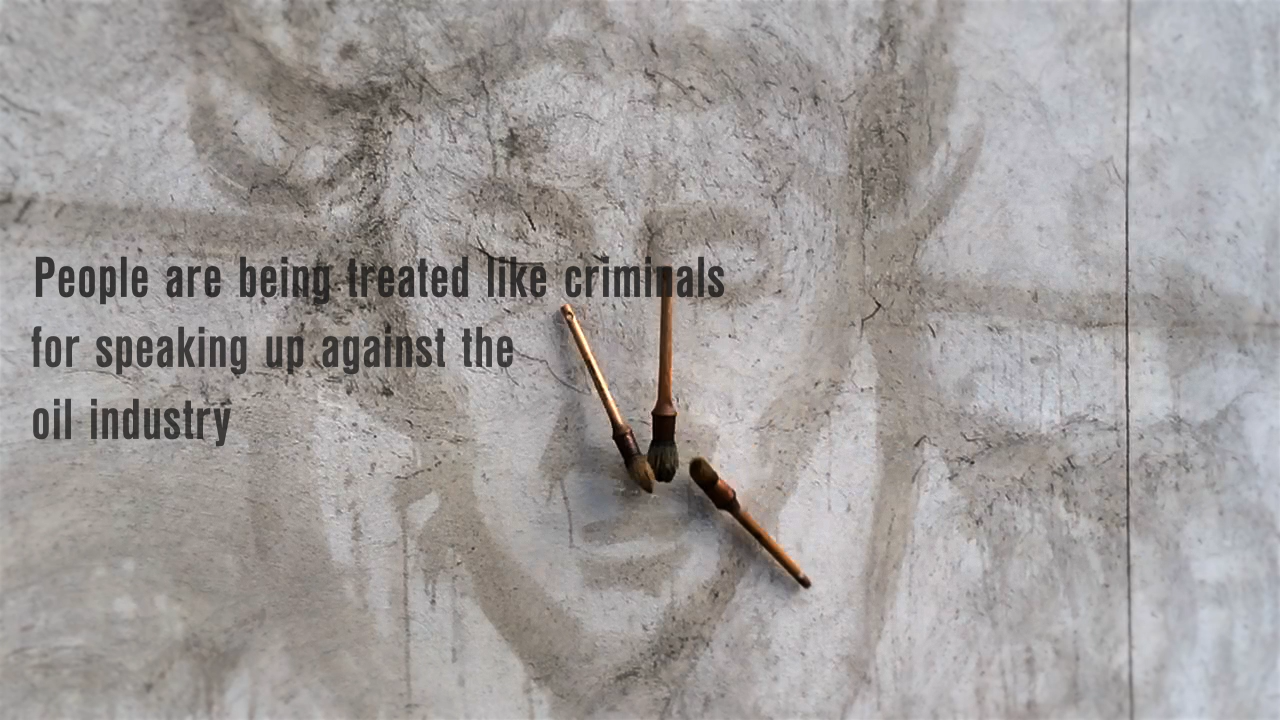 People are being treated like criminals
for speaking up against the
oil industry